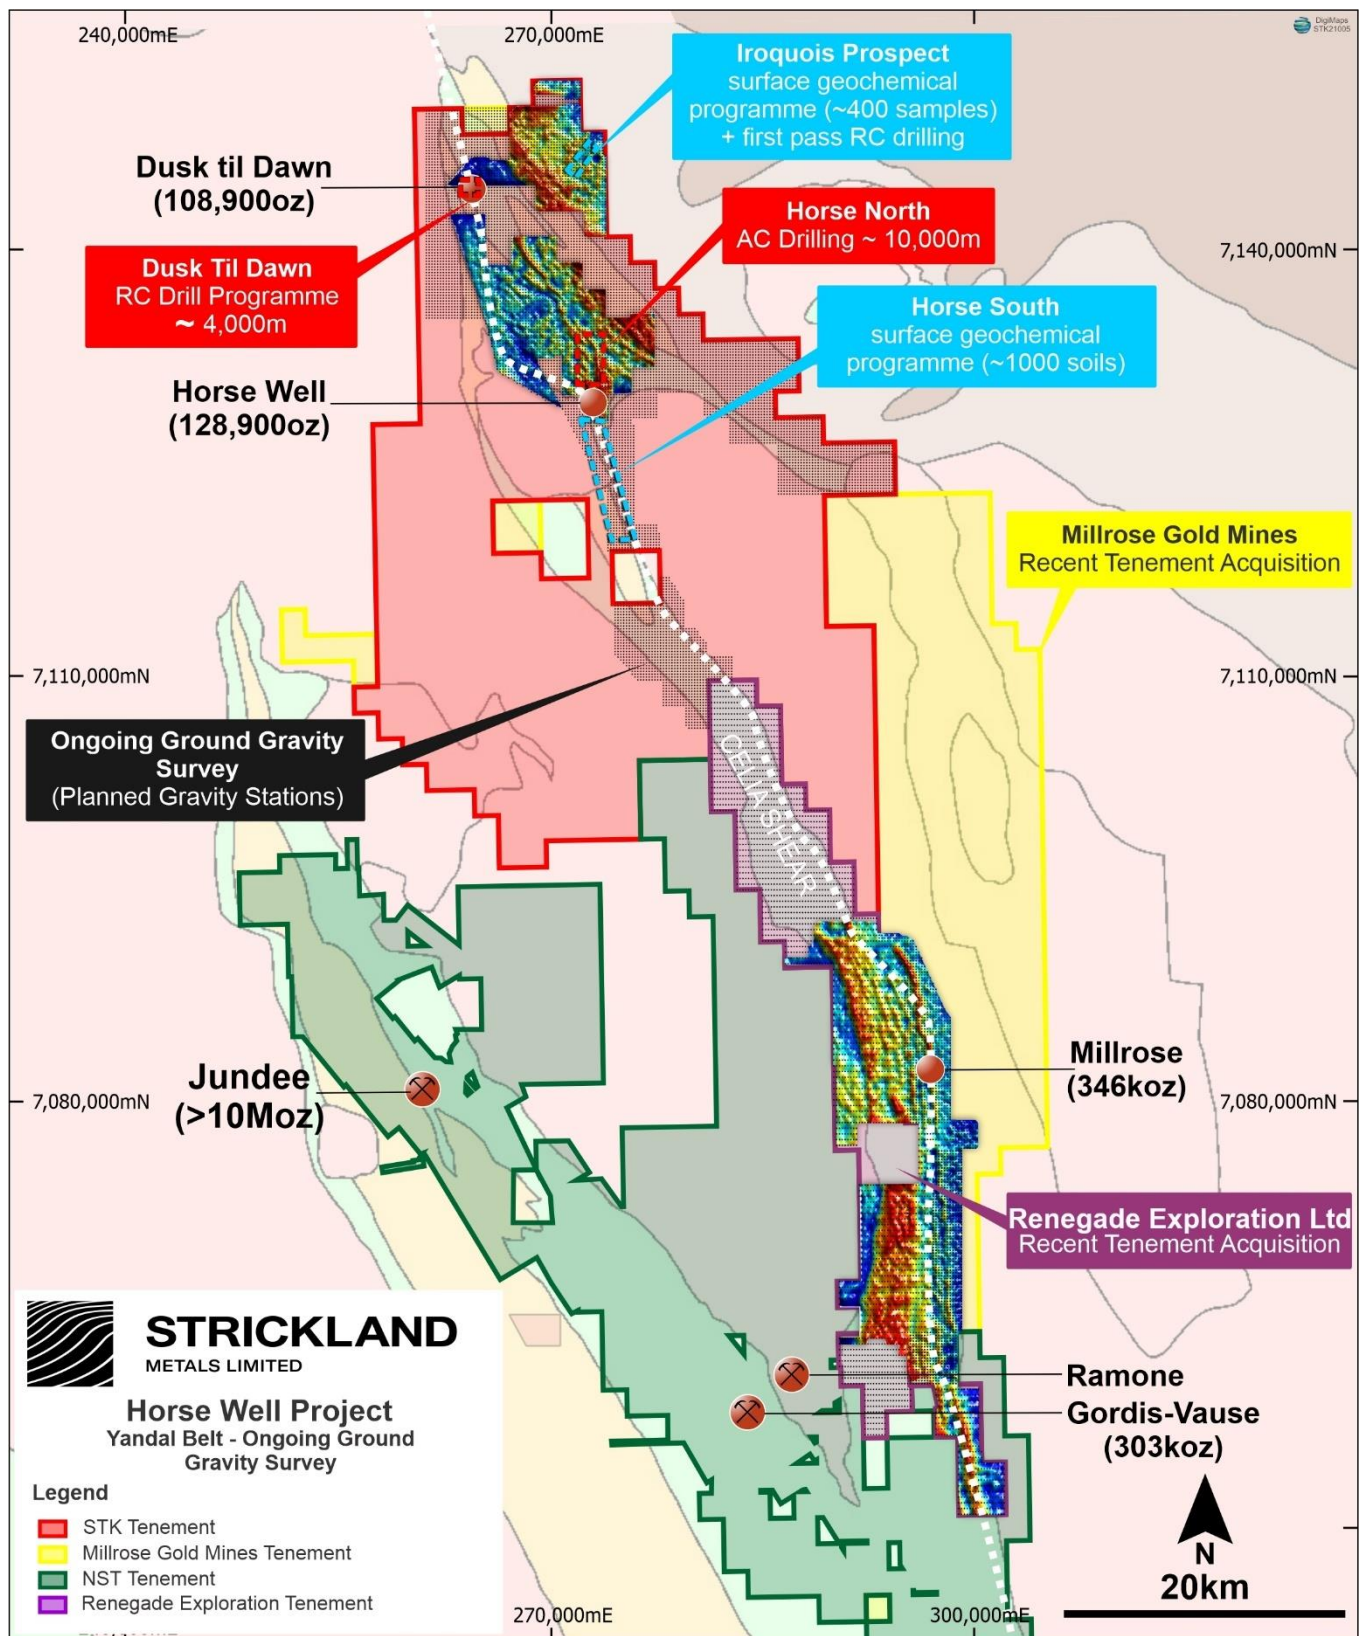 240,000mE
270,000mE
DigiMaps
STK21005
Iroquois Prospect
surface geochemical
programme (~400 samples)
+ first pass RC drilling
Dusk til Dawn
(108,900oz)
Horse North
AC Drilling ~ 10,000m
7,140,000mN
Dusk Til Dawn
RC Drill Programme
~ 4,000m
Horse South
surface geochemical
programme (~1000 soils)
Horse Well
(128,900oz)
Millrose Gold Mines
Recent Tenement Acquisition
7,110,000mN
7,110,000mN
Ongoing Ground Gravity
Survey
(Planned Gravity Stations)
CELIA SHEAR
Jundee
(>10Moz)
Millrose
(346koz)
7,080,000mN
7,080,000mN
Renegade Exploration Ltd
Recent Tenement Acquisition
STRICKLAND
METALS LIMITED
Horse Well Project
Yandal Belt - Ongoing Ground
Gravity Survey
Ramone
Gordis-Vause
(303koz)
Legend
STK Tenement
Millrose Gold Mines Tenement
NST Tenement
Renegade Exploration Tenement
N
20km
270,000mE
300,000mE